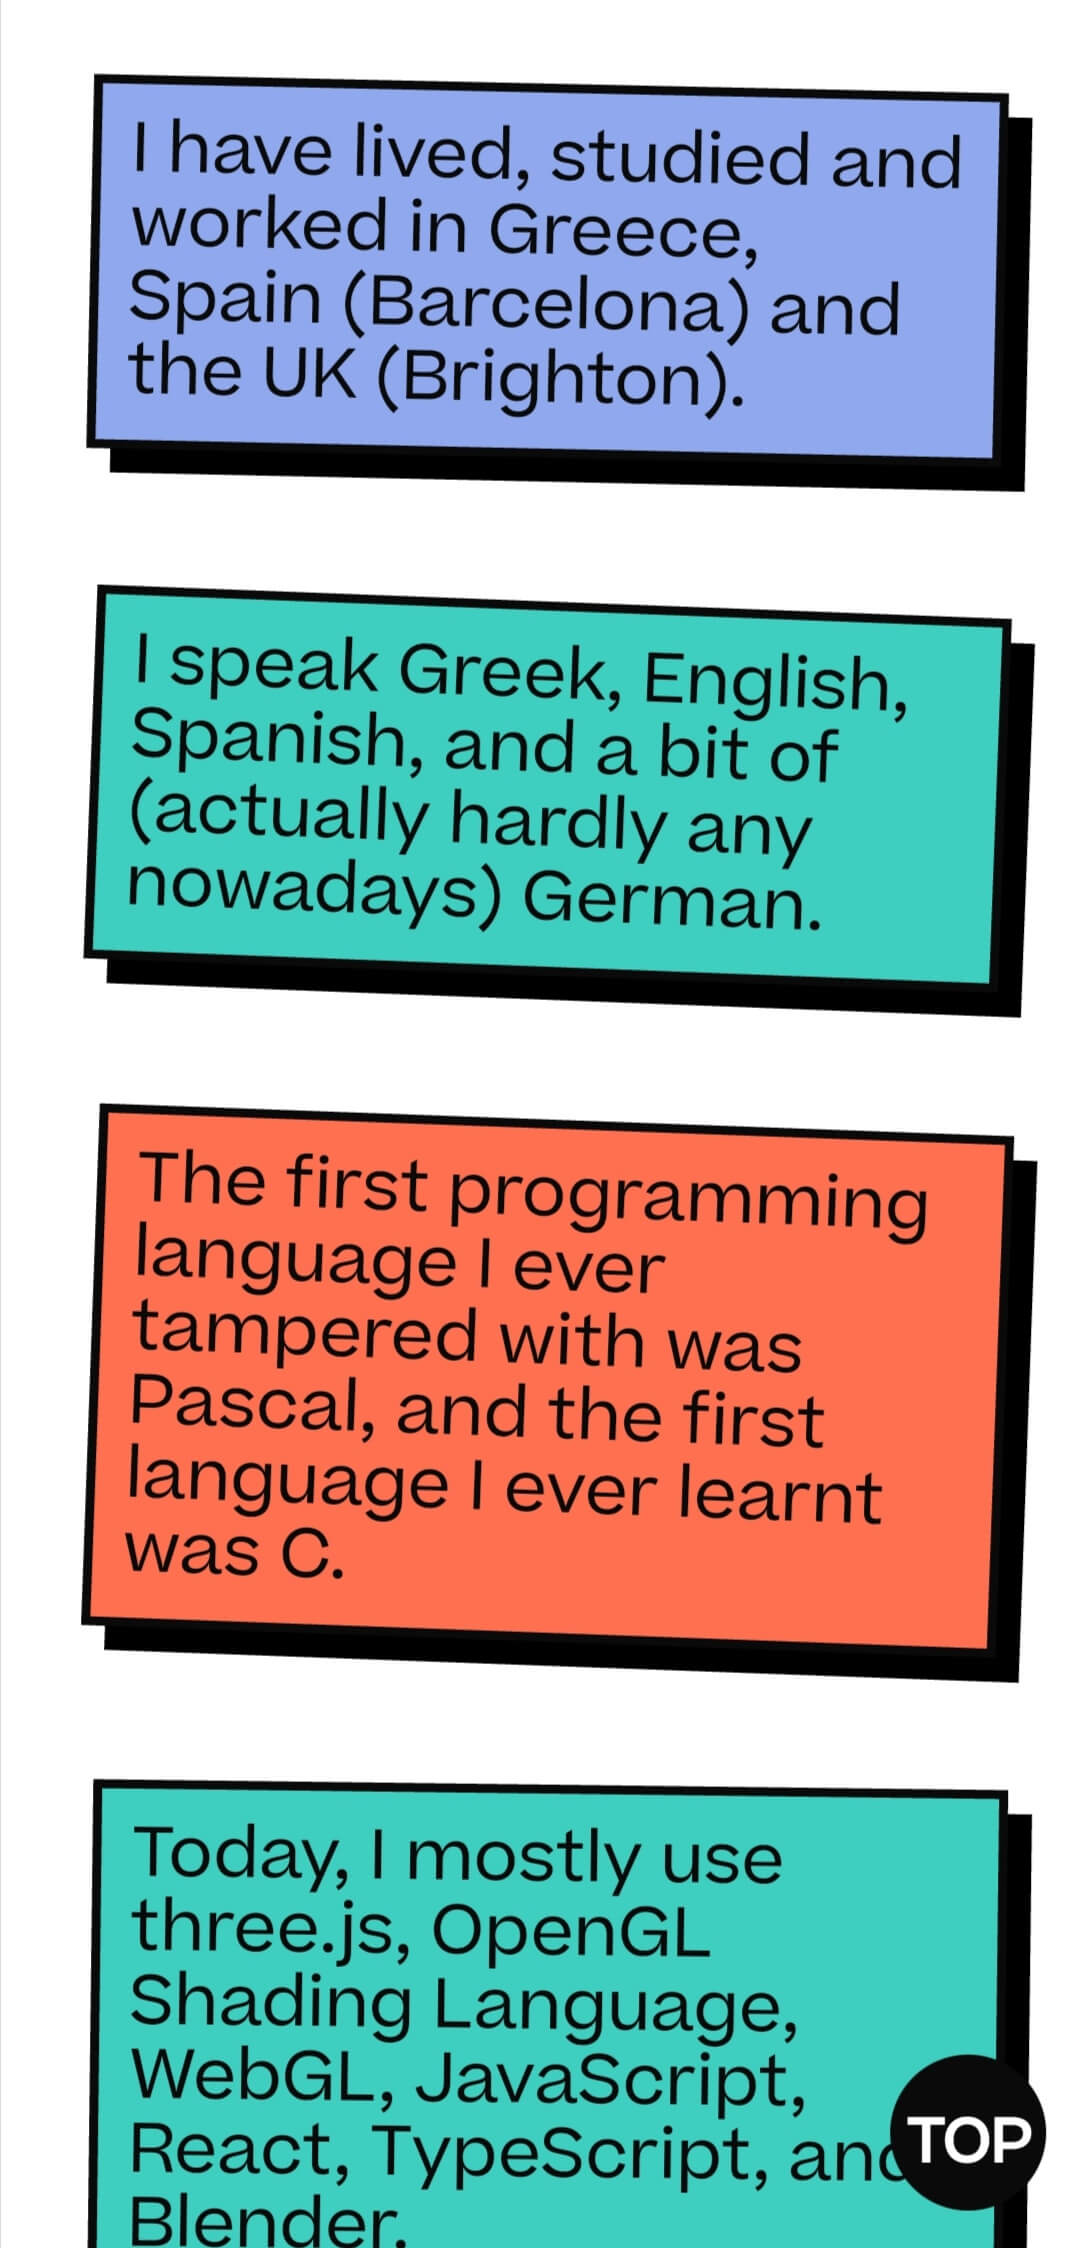 I have lived, studied and
worked in Greece,
Spain (Barcelona) and
the UK (Brighton).
I speak Greek, English,
Spanish, and a bit of
(actually hardly any
nowadays) German.
The first programming
language I ever
tampered with was
Pascal, and the first
language I ever learnt
was C.
Today, I mostly use
three.js, OpenGL
Shading Language,
WebGL, JavaScript,
React, TypeScript, and
Blender.
TOP